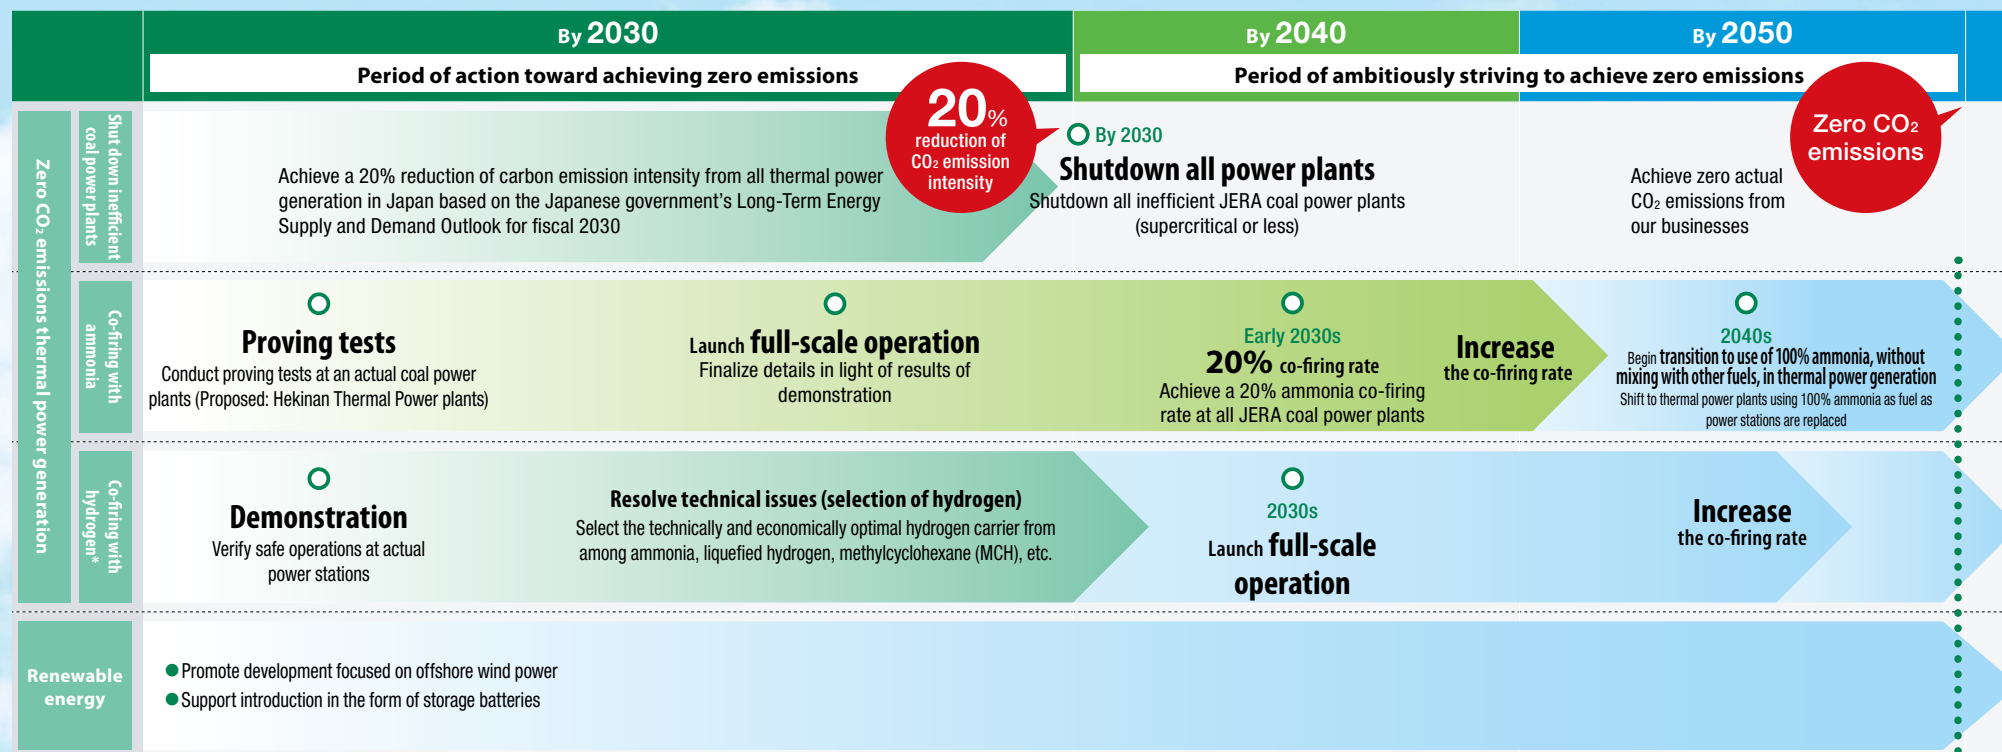 By 2030
By 2040
By 2050
Period of action toward achieving zero emissions
Period of ambitiously striving to achieve zero emissions
Zero CO₂ emissions thermal power generation
Shut down inefficient
coal power plants
Achieve a 20% reduction of carbon emission intensity from all thermal power
generation in Japan based on the Japanese government's Long-Term Energy
Supply and Demand Outlook for fiscal 2030
20%
reduction of
CO₂ emission
intensity
By 2030
Shutdown all power plants
Shutdown all inefficient JERA coal power plants
(supercritical or less)
Achieve zero actual
CO₂ emissions from
our businesses
Zero CO₂
emissions
Co-firing with
ammonia
Proving tests
Conduct proving tests at an actual coal power
plants (Proposed: Hekinan Thermal Power plants)
Launch full-scale operation
Finalize details in light of results of
demonstration
Early 2030s
20% co-firing rate
Achieve a 20% ammonia co-firing
rate at all JERA coal power plants
Increase
the co-firing rate
2040s
Begin transition to use of 100% ammonia, without
mixing with other fuels, in thermal power generation
Shift to thermal power plants using 100% ammonia as fuel as
power stations are replaced
Co-firing with
hydrogen*
Demonstration
Verify safe operations at actual
power stations
Resolve technical issues (selection of hydrogen)
Select the technically and economically optimal hydrogen carrier from
among ammonia, liquefied hydrogen, methylcyclohexane (MCH), etc.
2030s
Launch full-scale
operation
Increase
the co-firing rate
Renewable
energy
● Promote development focused on offshore wind power
● Support introduction in the form of storage batteries